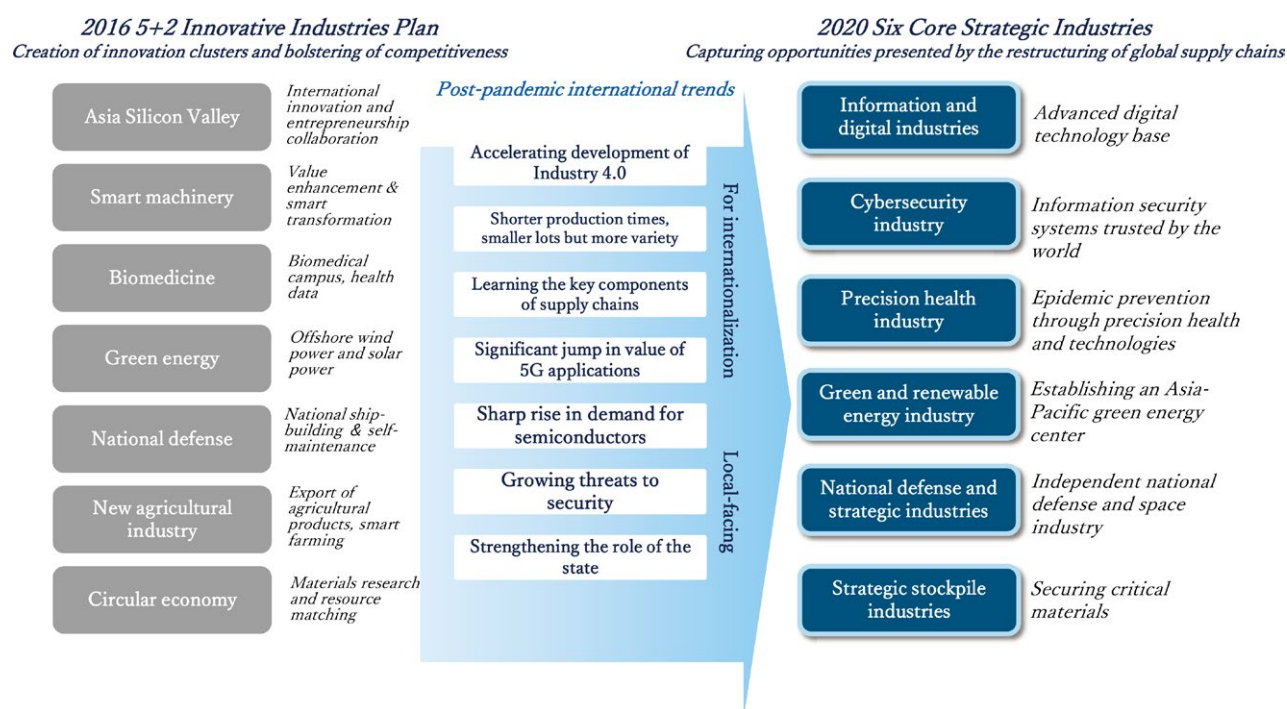 2016 5+2 Innovative Industries Plan
Creation of innovation clusters and bolstering of competitiveness
Asia Silicon Valley
International
innovation and
entrepreneurship
collaboration
Smart machinery
Value
enhancement &
smart
transformation
Biomedicine
Biomedical
campus, health
data
Green energy
Offshore wind
power and solar
power
National defense
National ship-
building & self-
maintenance
New agricultural
industry
Export of
agricultural
products, smart
farming
Circular economy
Materials research
and resource
matching
Post-pandemic international trends
Accelerating development of
Industry 4.0
Shorter production times,
smaller lots but more variety
Learning the key components
of supply chains
Significant jump in value of
5G applications
Sharp rise in demand for
semiconductors
Growing threats to
security
Strengthening the role of the
state
For internationalization
Local-facing
2020 Six Core Strategic Industries
Capturing opportunities presented by the restructuring of global supply chains
Information and
digital industries
Advanced digital
technology base
Cybersecurity
industry
Information security
systems trusted by the
world
Precision health
industry
Epidemic prevention
through precision health
and technologies
Green and renewable
energy industry
Establishing an Asia-
Pacific green energy
center
National defense and
strategic industries
Independent national
defense and space
industry
Strategic stockpile
industries
Securing critical
materials